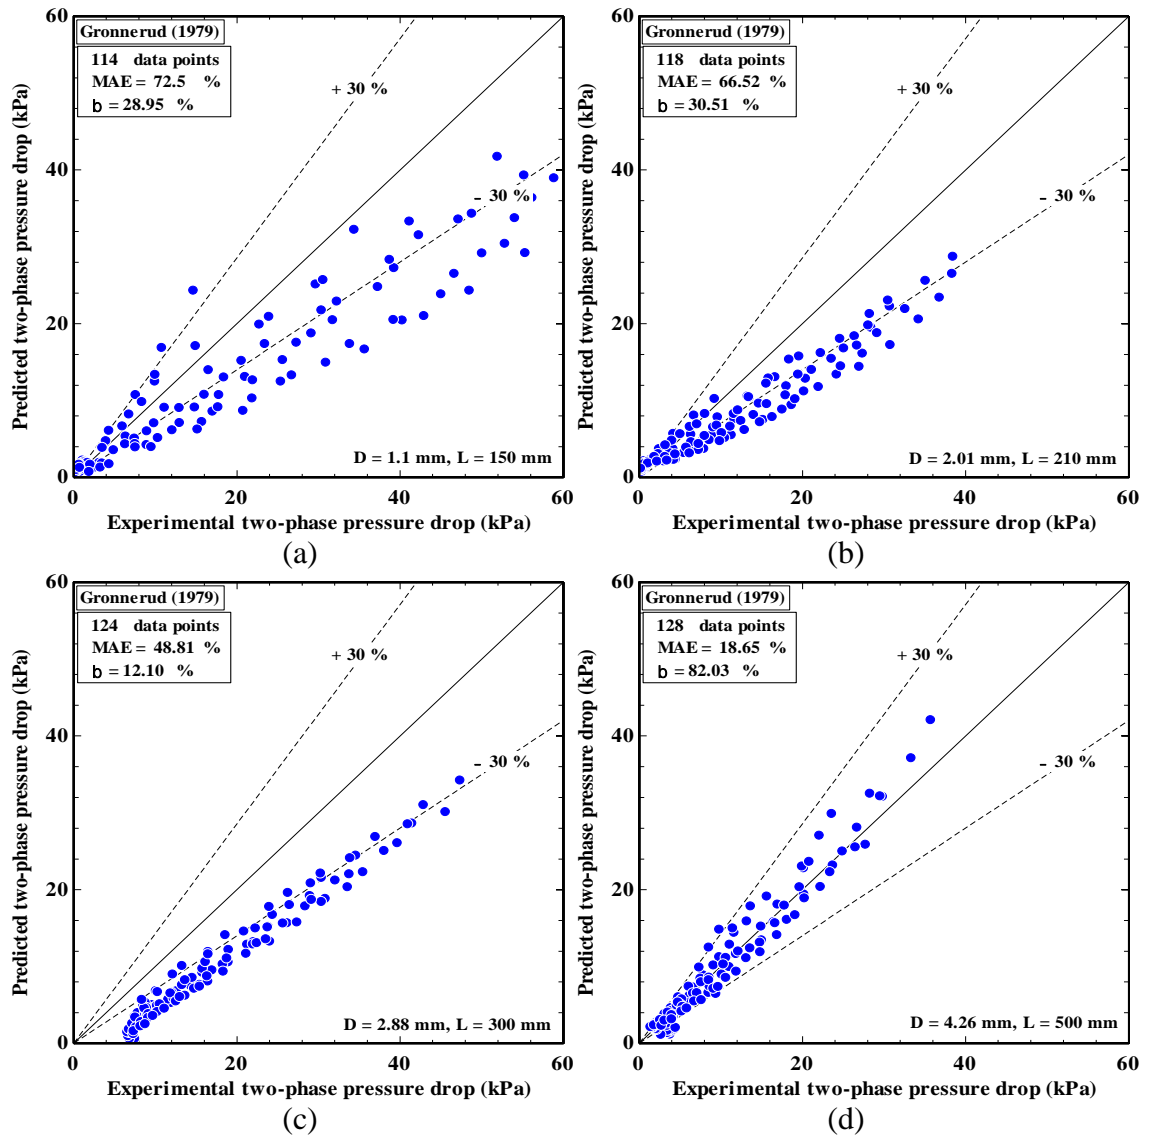 Gronnerud (1979)
114 data points
MAE = 72.5 %
b = 28.95 %
+ 30 %
- 30 %
D = 1.1 mm, L = 150 mm
60
40
20
0
0 20 40 60
Predicted two-phase pressure drop (kPa)
Experimental two-phase pressure drop (kPa)
(a)
Gronnerud (1979)
118 data points
MAE = 66.52 %
b = 30.51 %
+ 30 %
- 30 %
D = 2.01 mm, L = 210 mm
60
40
20
0
0 20 40 60
Predicted two-phase pressure drop (kPa)
Experimental two-phase pressure drop (kPa)
(b)
Gronnerud (1979)
124 data points
MAE = 48.81 %
b = 12.10 %
+ 30 %
- 30 %
D = 2.88 mm, L = 300 mm
60
40
20
0
0 20 40 60
Predicted two-phase pressure drop (kPa)
Experimental two-phase pressure drop (kPa)
(c)
Gronnerud (1979)
128 data points
MAE = 18.65 %
b = 82.03 %
+ 30 %
- 30 %
D = 4.26 mm, L = 500 mm
60
40
20
0
0 20 40 60
Predicted two-phase pressure drop (kPa)
Experimental two-phase pressure drop (kPa)
(d)